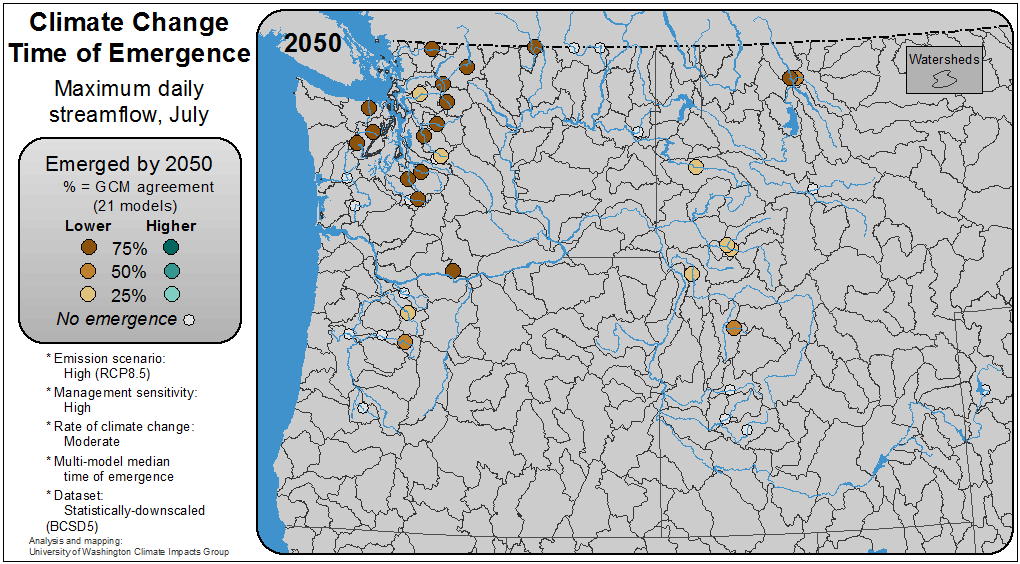 Climate Change
Time of Emergence
Maximum daily
streamflow, July
Emerged by 2050
% = GCM agreement
(21 models)
Lower Higher
75%
50%
25%
No emergence
* Emission scenario:
High (RCP8.5)
* Management sensitivity:
High
* Rate of climate change:
Moderate
* Multi-model median
time of emergence
* Dataset:
Statistically-downscaled
(BCSD5)
Analysis and mapping:
University of Washington Climate Impacts Group
2050
Watersheds